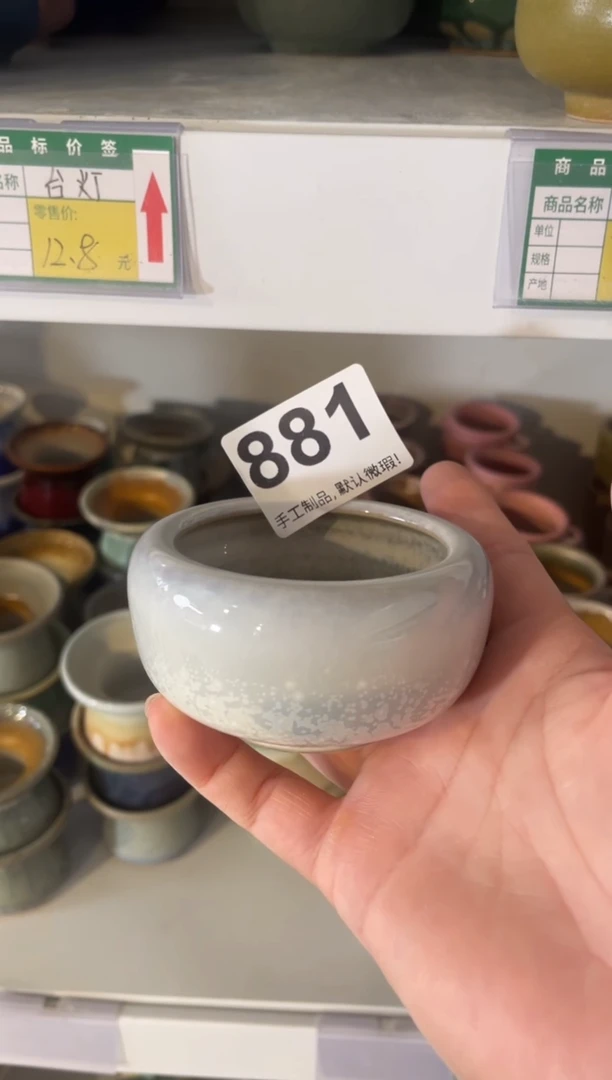 品标价签
名称 台灯
零售价:
12.8 元
商品
商品名称
单位
规格
产地
881
手工制品,默认微瑕!